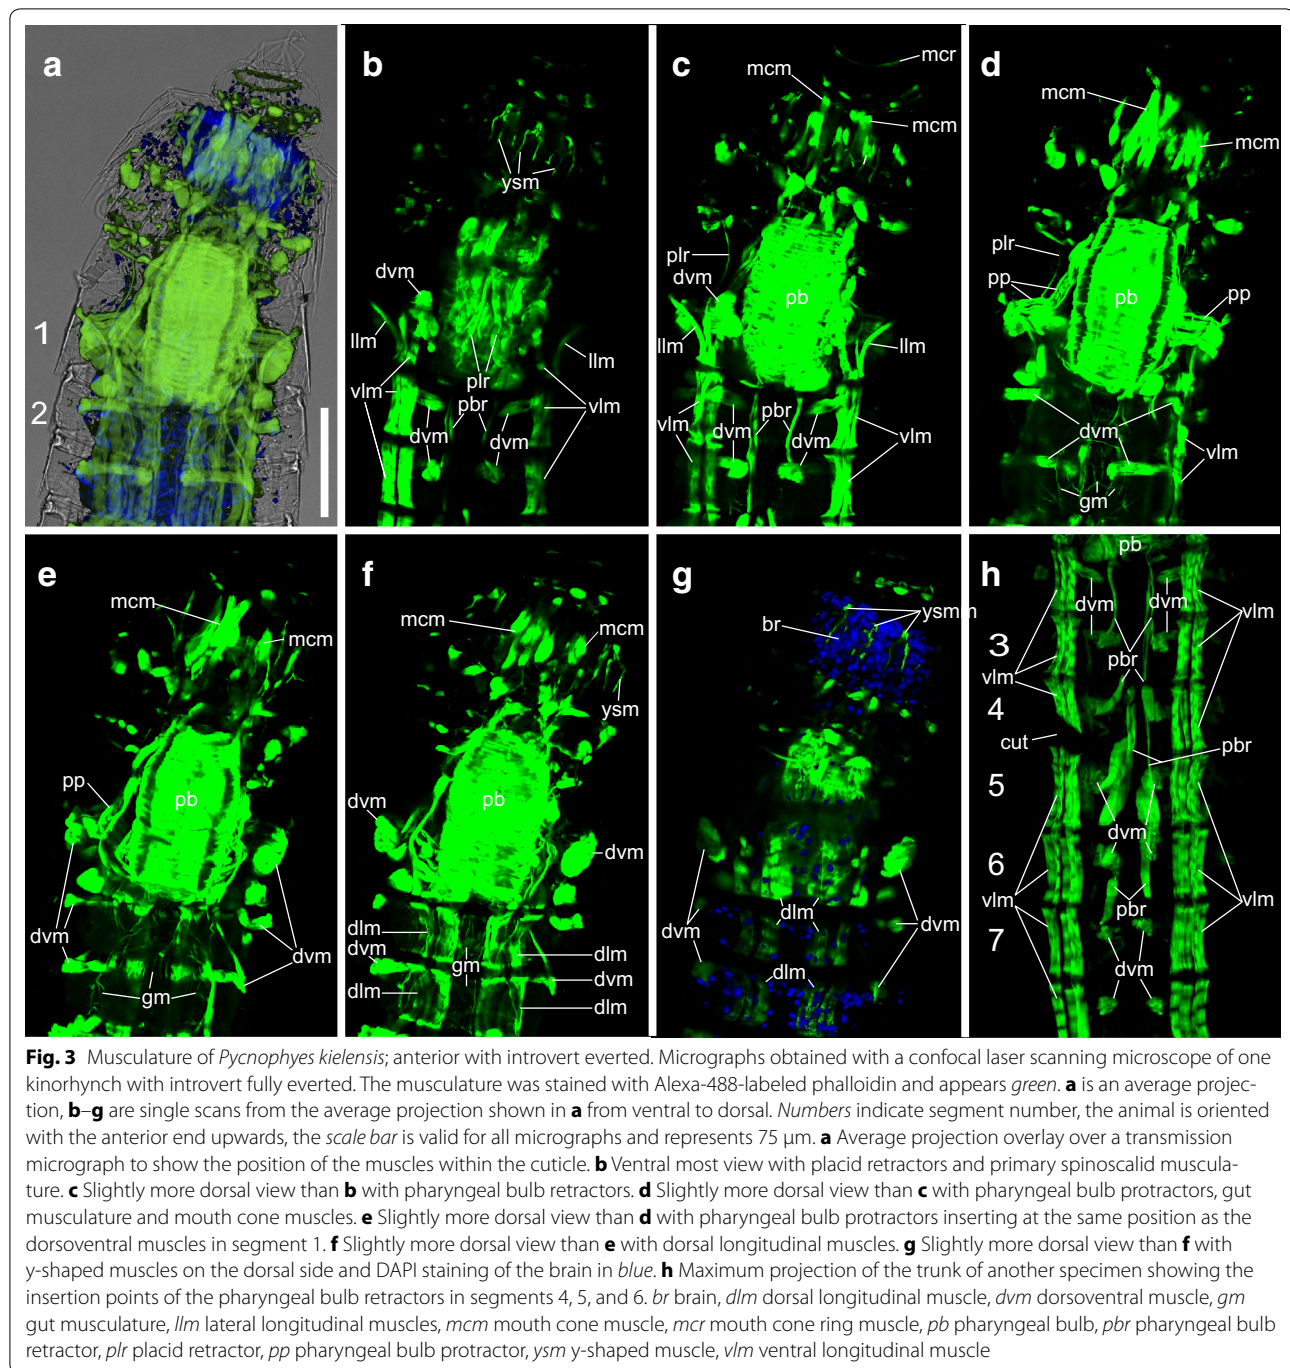 a
1
2
b
ysm
dvm
llm
llm
plr
vlm
pbr
vlm
dvm
dvm
c
mcr
mcm
mcm
plr
dvm
pb
llm
llm
vlm
dvm
pbr
dvm
vlm
d
mcm
mcm
plr
pp
pb
pp
dvm
vlm
gm
e
mcm
mcm
pp
pb
dvm
dvm
gm
f
mcm
mcm
ysm
dvm
pb
dvm
dlm
dvm
gm
dlm
dvm
dlm
dlm
g
ysm
br
dlm
dvm
dvm
dlm
h
pb
dvm
dvm
vlm
3
pbr
vlm
4
cut
pbr
5
dvm
6
vlm
pbr
vlm
7
dvm
Fig. 3 Musculature of Pycnophyes kielensis; anterior with introvert everted. Micrographs obtained with a confocal laser scanning microscope of one
kinorhynch with introvert fully everted. The musculature was stained with Alexa-488-labeled phalloidin and appears green. a is an average projec-
tion, b–g are single scans from the average projection shown in a from ventral to dorsal. Numbers indicate segment number, the animal is oriented
with the anterior end upwards, the scale bar is valid for all micrographs and represents 75 µm. a Average projection overlay over a transmission
micrograph to show the position of the muscles within the cuticle. b Ventral most view with placid retractors and primary spinoscalid muscula-
ture. c Slightly more dorsal view than b with pharyngeal bulb retractors. d Slightly more dorsal view than c with pharyngeal bulb protractors, gut
musculature and mouth cone muscles. e Slightly more dorsal view than d with pharyngeal bulb protractors inserting at the same position as the
dorsoventral muscles in segment 1. f Slightly more dorsal view than e with dorsal longitudinal muscles. g Slightly more dorsal view than f with
y-shaped muscles on the dorsal side and DAPI staining of the brain in blue. h Maximum projection of the trunk of another specimen showing the
insertion points of the pharyngeal bulb retractors in segments 4, 5, and 6. br brain, dlm dorsal longitudinal muscle, dvm dorsoventral muscle, gm
gut musculature, llm lateral longitudinal muscles, mcm mouth cone muscle, mcr mouth cone ring muscle, pb pharyngeal bulb, pbr pharyngeal bulb
retractor, plr placid retractor, pp pharyngeal bulb protractor, ysm y-shaped muscle, vlm ventral longitudinal muscle